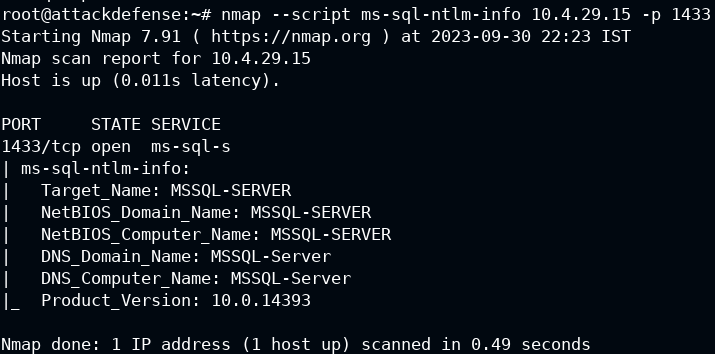 root@attackdefense:~# nmap --script ms-sql-ntlm-info 10.4.29.15 -p 1433
Starting Nmap 7.91 ( https://nmap.org ) at 2023-09-30 22:23 IST
Nmap scan report for 10.4.29.15
Host is up (0.011s latency).

PORT     STATE SERVICE
1433/tcp open  ms-sql-s
| ms-sql-ntlm-info:
|   Target_Name: MSSQL-SERVER
|   NetBIOS_Domain_Name: MSSQL-SERVER
|   NetBIOS_Computer_Name: MSSQL-SERVER
|   DNS_Domain_Name: MSSQL-Server
|   DNS_Computer_Name: MSSQL-Server
|_  Product_Version: 10.0.14393

Nmap done: 1 IP address (1 host up) scanned in 0.49 seconds